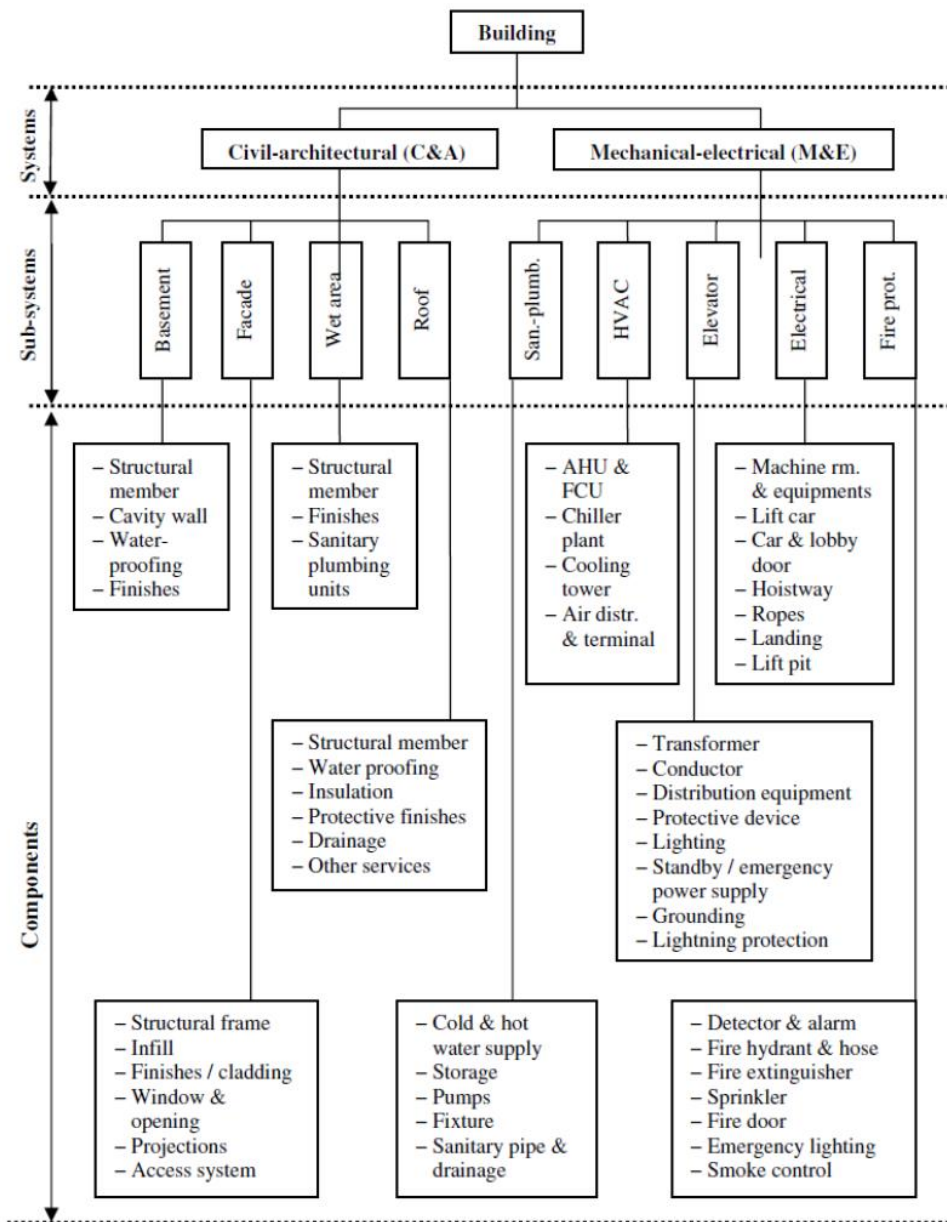 Building
Systems
Civil-architectural (C&A)
Mechanical-electrical (M&E)
Sub-systems
Basement
Facade
Wet area
Roof
San.-plumb.
HVAC
Elevator
Electrical
Fire prot.
Components
– Structural
member
– Cavity wall
– Water-
proofing
– Finishes
– Structural
member
– Finishes
– Sanitary
plumbing
units
– AHU &
FCU
– Chiller
plant
– Cooling
tower
– Air distr.
& terminal
– Machine rm.
& equipments
– Lift car
– Car & lobby
door
– Hoistway
– Ropes
– Landing
– Lift pit
– Structural member
– Water proofing
– Insulation
– Protective finishes
– Drainage
– Other services
– Transformer
– Conductor
– Distribution equipment
– Protective device
– Lighting
– Standby / emergency
power supply
– Grounding
– Lightning protection
– Structural frame
– Infill
– Finishes / cladding
– Window &
opening
– Projections
– Access system
– Cold & hot
water supply
– Storage
– Pumps
– Fixture
– Sanitary pipe &
drainage
– Detector & alarm
– Fire hydrant & hose
– Fire extinguisher
– Sprinkler
– Fire door
– Emergency lighting
– Smoke control